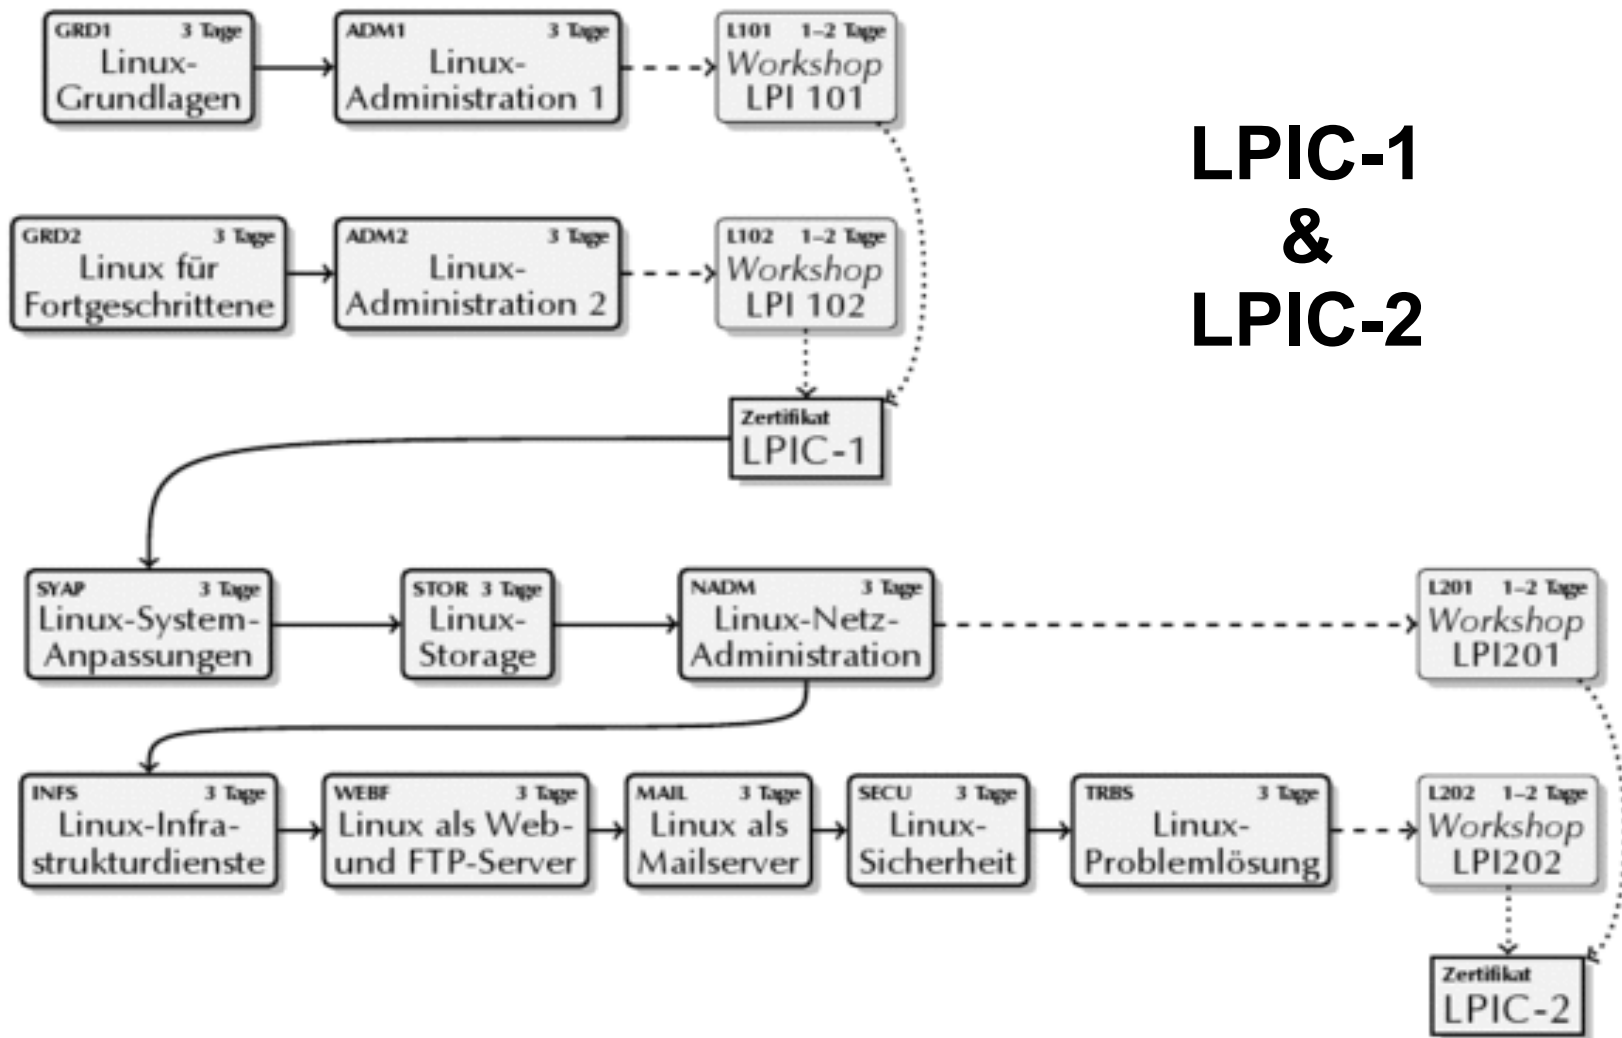 GRD1 3 Tage
Linux-
Grundlagen
ADM1 3 Tage
Linux-
Administration 1
L101 1–2 Tage
Workshop
LPI 101
LPIC-1
&
LPIC-2
GRD2 3 Tage
Linux für
Fortgeschrittene
ADM2 3 Tage
Linux-
Administration 2
L102 1–2 Tage
Workshop
LPI 102
Zertifikat
LPIC-1
SYAP 3 Tage
Linux-System-
Anpassungen
STOR 3 Tage
Linux-
Storage
NADM 3 Tage
Linux-Netz-
Administration
L201 1–2 Tage
Workshop
LPI201
INFS 3 Tage
Linux-Infra-
strukturdienste
WEBF 3 Tage
Linux als Web-
und FTP-Server
MAIL 3 Tage
Linux als
Mailserver
SECU 3 Tage
Linux-
Sicherheit
TRBS 3 Tage
Linux-
Problemlösung
L202 1–2 Tage
Workshop
LPI202
Zertifikat
LPIC-2